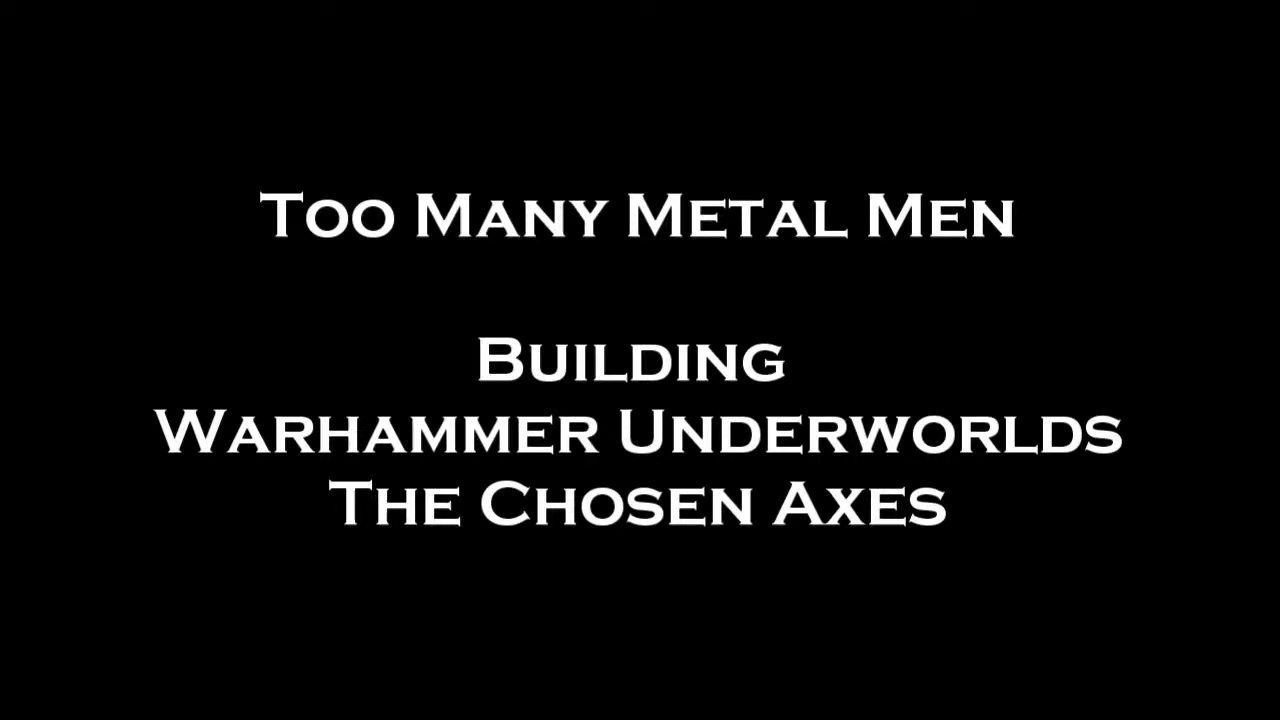 Too Many Metal Men
Building
Warhammer Underworlds
The Chosen Axes